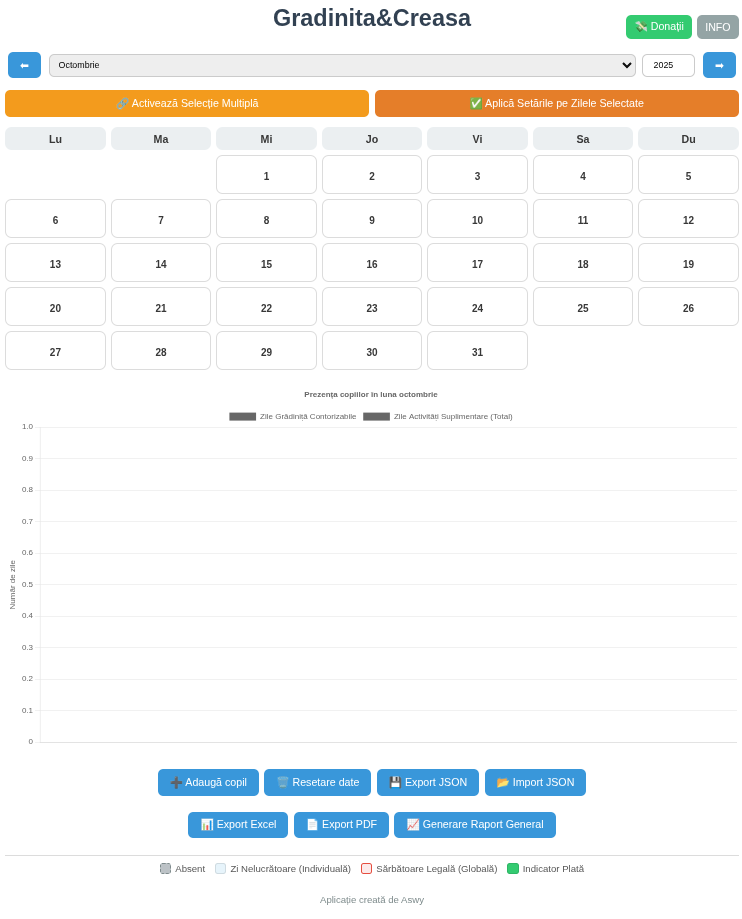 Gradinita&Creasa
💸 Donații INFO
⬅ Octombrie 2025 ➡
🔗 Activează Selecție Multiplă ✅ Aplică Setările pe Zilele Selectate
Lu Ma Mi Jo Vi Sa Du
1 2 3 4 5
6 7 8 9 10 11 12
13 14 15 16 17 18 19
20 21 22 23 24 25 26
27 28 29 30 31
Prezența copiilor în luna octombrie
Zile Grădiniță Contorizabile Zile Activități Suplimentare (Total)
1.0
0.9
0.8
0.7
0.6
0.5
0.4
0.3
0.2
0.1
0
Număr de zile
➕ Adaugă copil 🗑️ Resetare date 💾 Export JSON 📂 Import JSON
📊 Export Excel 📄 Export PDF 📈 Generare Raport General
Absent Zi Nelucrătoare (Individuală) Sărbătoare Legală (Globală) Indicator Plată
Aplicație creată de Aswy